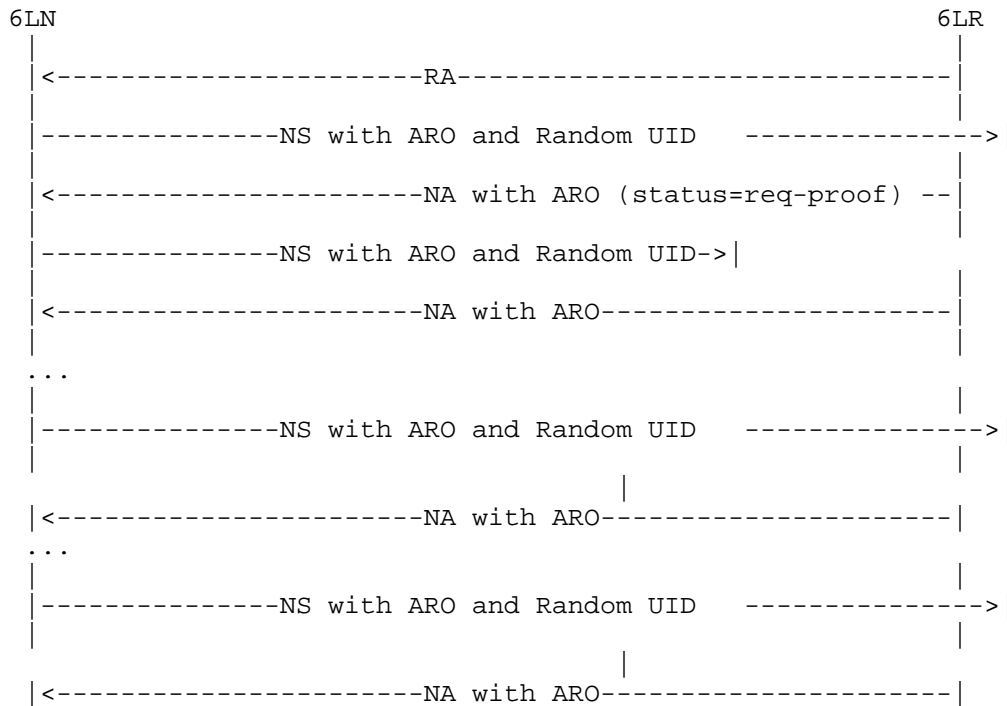 6LN 6LR
|<-----------------------RA-------------------------------|
|---------------NS with ARO and Random UID --------------->|
|<-----------------------NA with ARO (status=req-proof) --|
|---------------NS with ARO and Random UID->|
|<-----------------------NA with ARO----------------------|
...
|---------------NS with ARO and Random UID --------------->|
|<-----------------------NA with ARO----------------------|
...
|---------------NS with ARO and Random UID --------------->|
|<-----------------------NA with ARO----------------------|